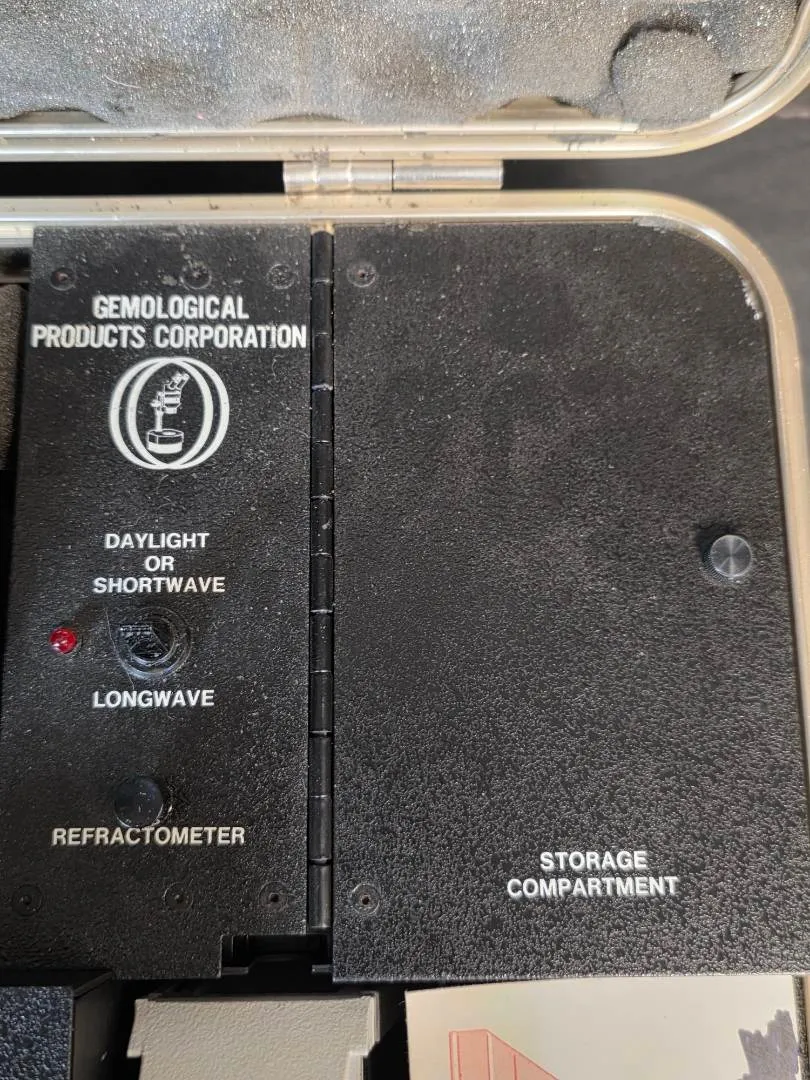 GEMOLOGICAL
PRODUCTS CORPORATION
DAYLIGHT
OR
SHORTWAVE
LONGWAVE
REFRACTOMETER
STORAGE
COMPARTMENT